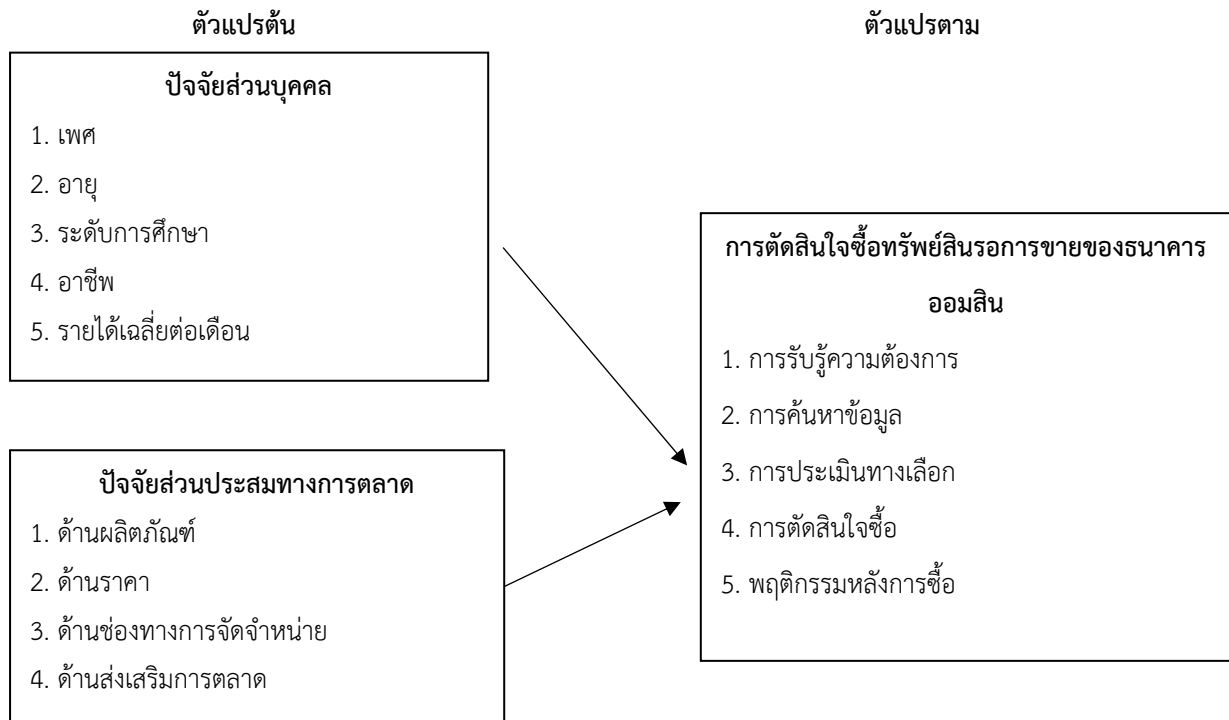 ตัวแปรต้น
ตัวแปรตาม
ปัจจัยส่วนบุคคล
1. เพศ
2. อายุ
3. ระดับการศึกษา
4. อาชีพ
5. รายได้เฉลี่ยต่อเดือน
ปัจจัยส่วนประสมทางการตลาด
1. ด้านผลิตภัณฑ์
2. ด้านราคา
3. ด้านช่องทางการจัดจำหน่าย
4. ด้านส่งเสริมการตลาด
การตัดสินใจซื้อทรัพย์สินรอการขายของธนาคาร
ออมสิน
1. การรับรู้ความต้องการ
2. การค้นหาข้อมูล
3. การประเมินทางเลือก
4. การตัดสินใจซื้อ
5. พฤติกรรมหลังการซื้อ